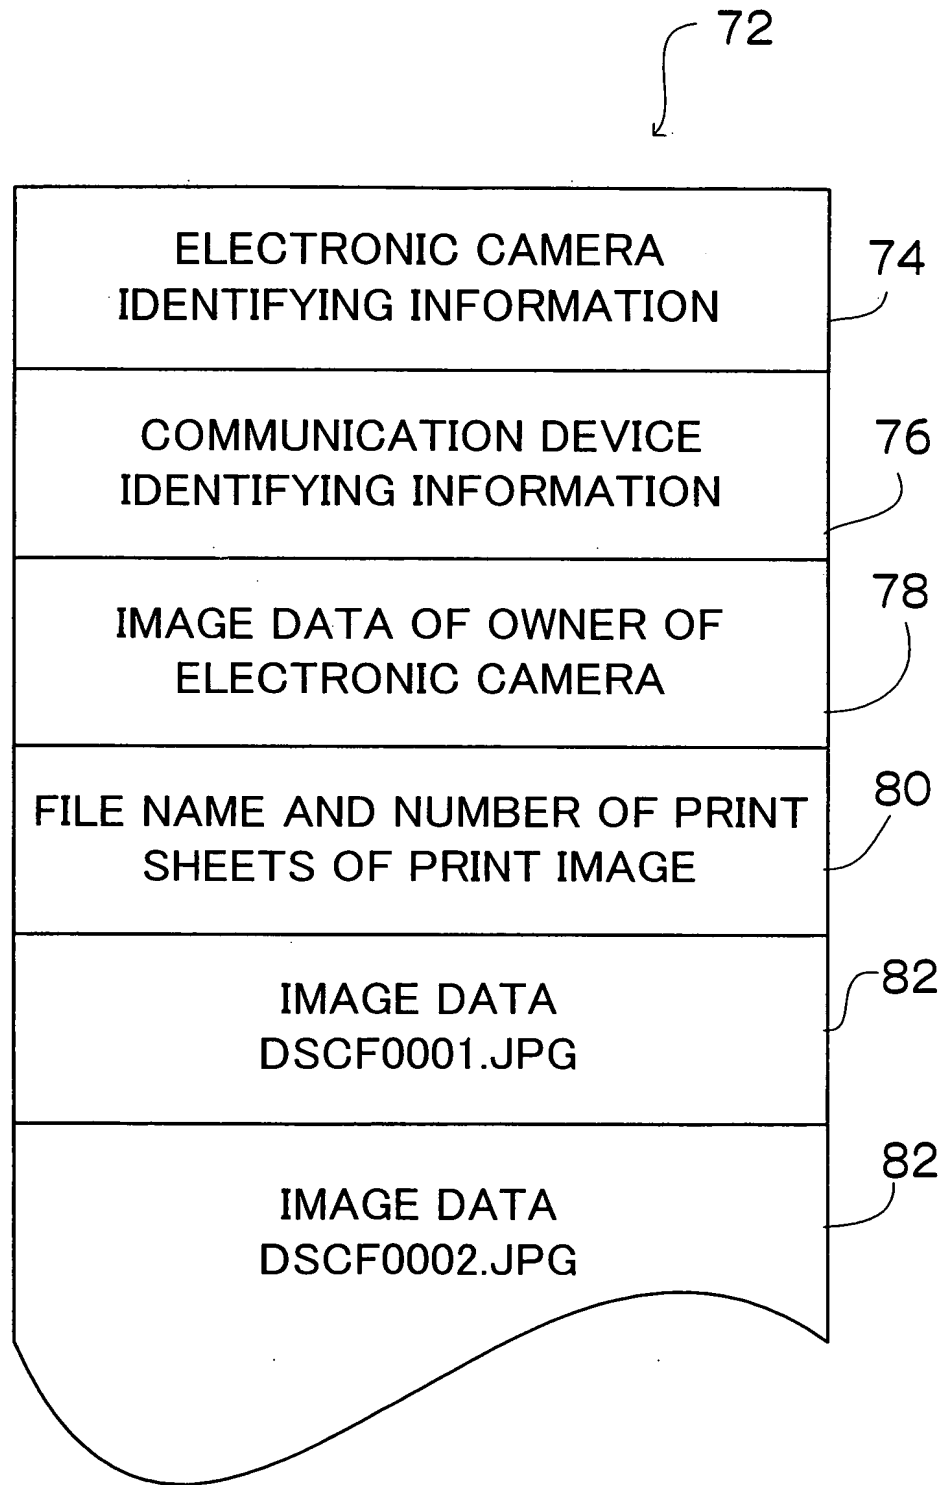 72
ELECTRONIC CAMERA
IDENTIFYING INFORMATION
74
COMMUNICATION DEVICE
IDENTIFYING INFORMATION
76
IMAGE DATA OF OWNER OF
ELECTRONIC CAMERA
78
FILE NAME AND NUMBER OF PRINT
SHEETS OF PRINT IMAGE
80
IMAGE DATA
DSCF0001.JPG
82
IMAGE DATA
DSCF0002.JPG
82